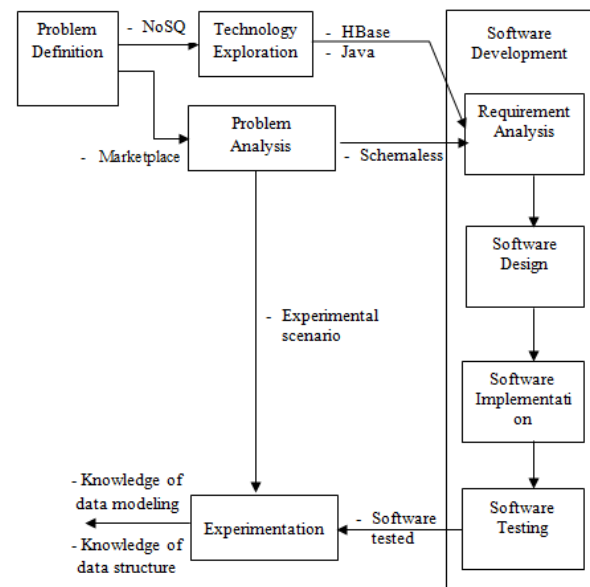 Problem
Definition
- NoSQ
Technology
Exploration
- HBase
- Java
Software
Development
- Marketplace
Problem
Analysis
- Schemaless
Requirement
Analysis
Software
Design
- Experimental
scenario
Software
Implementati
on
- Knowledge of
data modeling
- Knowledge of
data structure
Experimentation
- Software
tested
Software
Testing